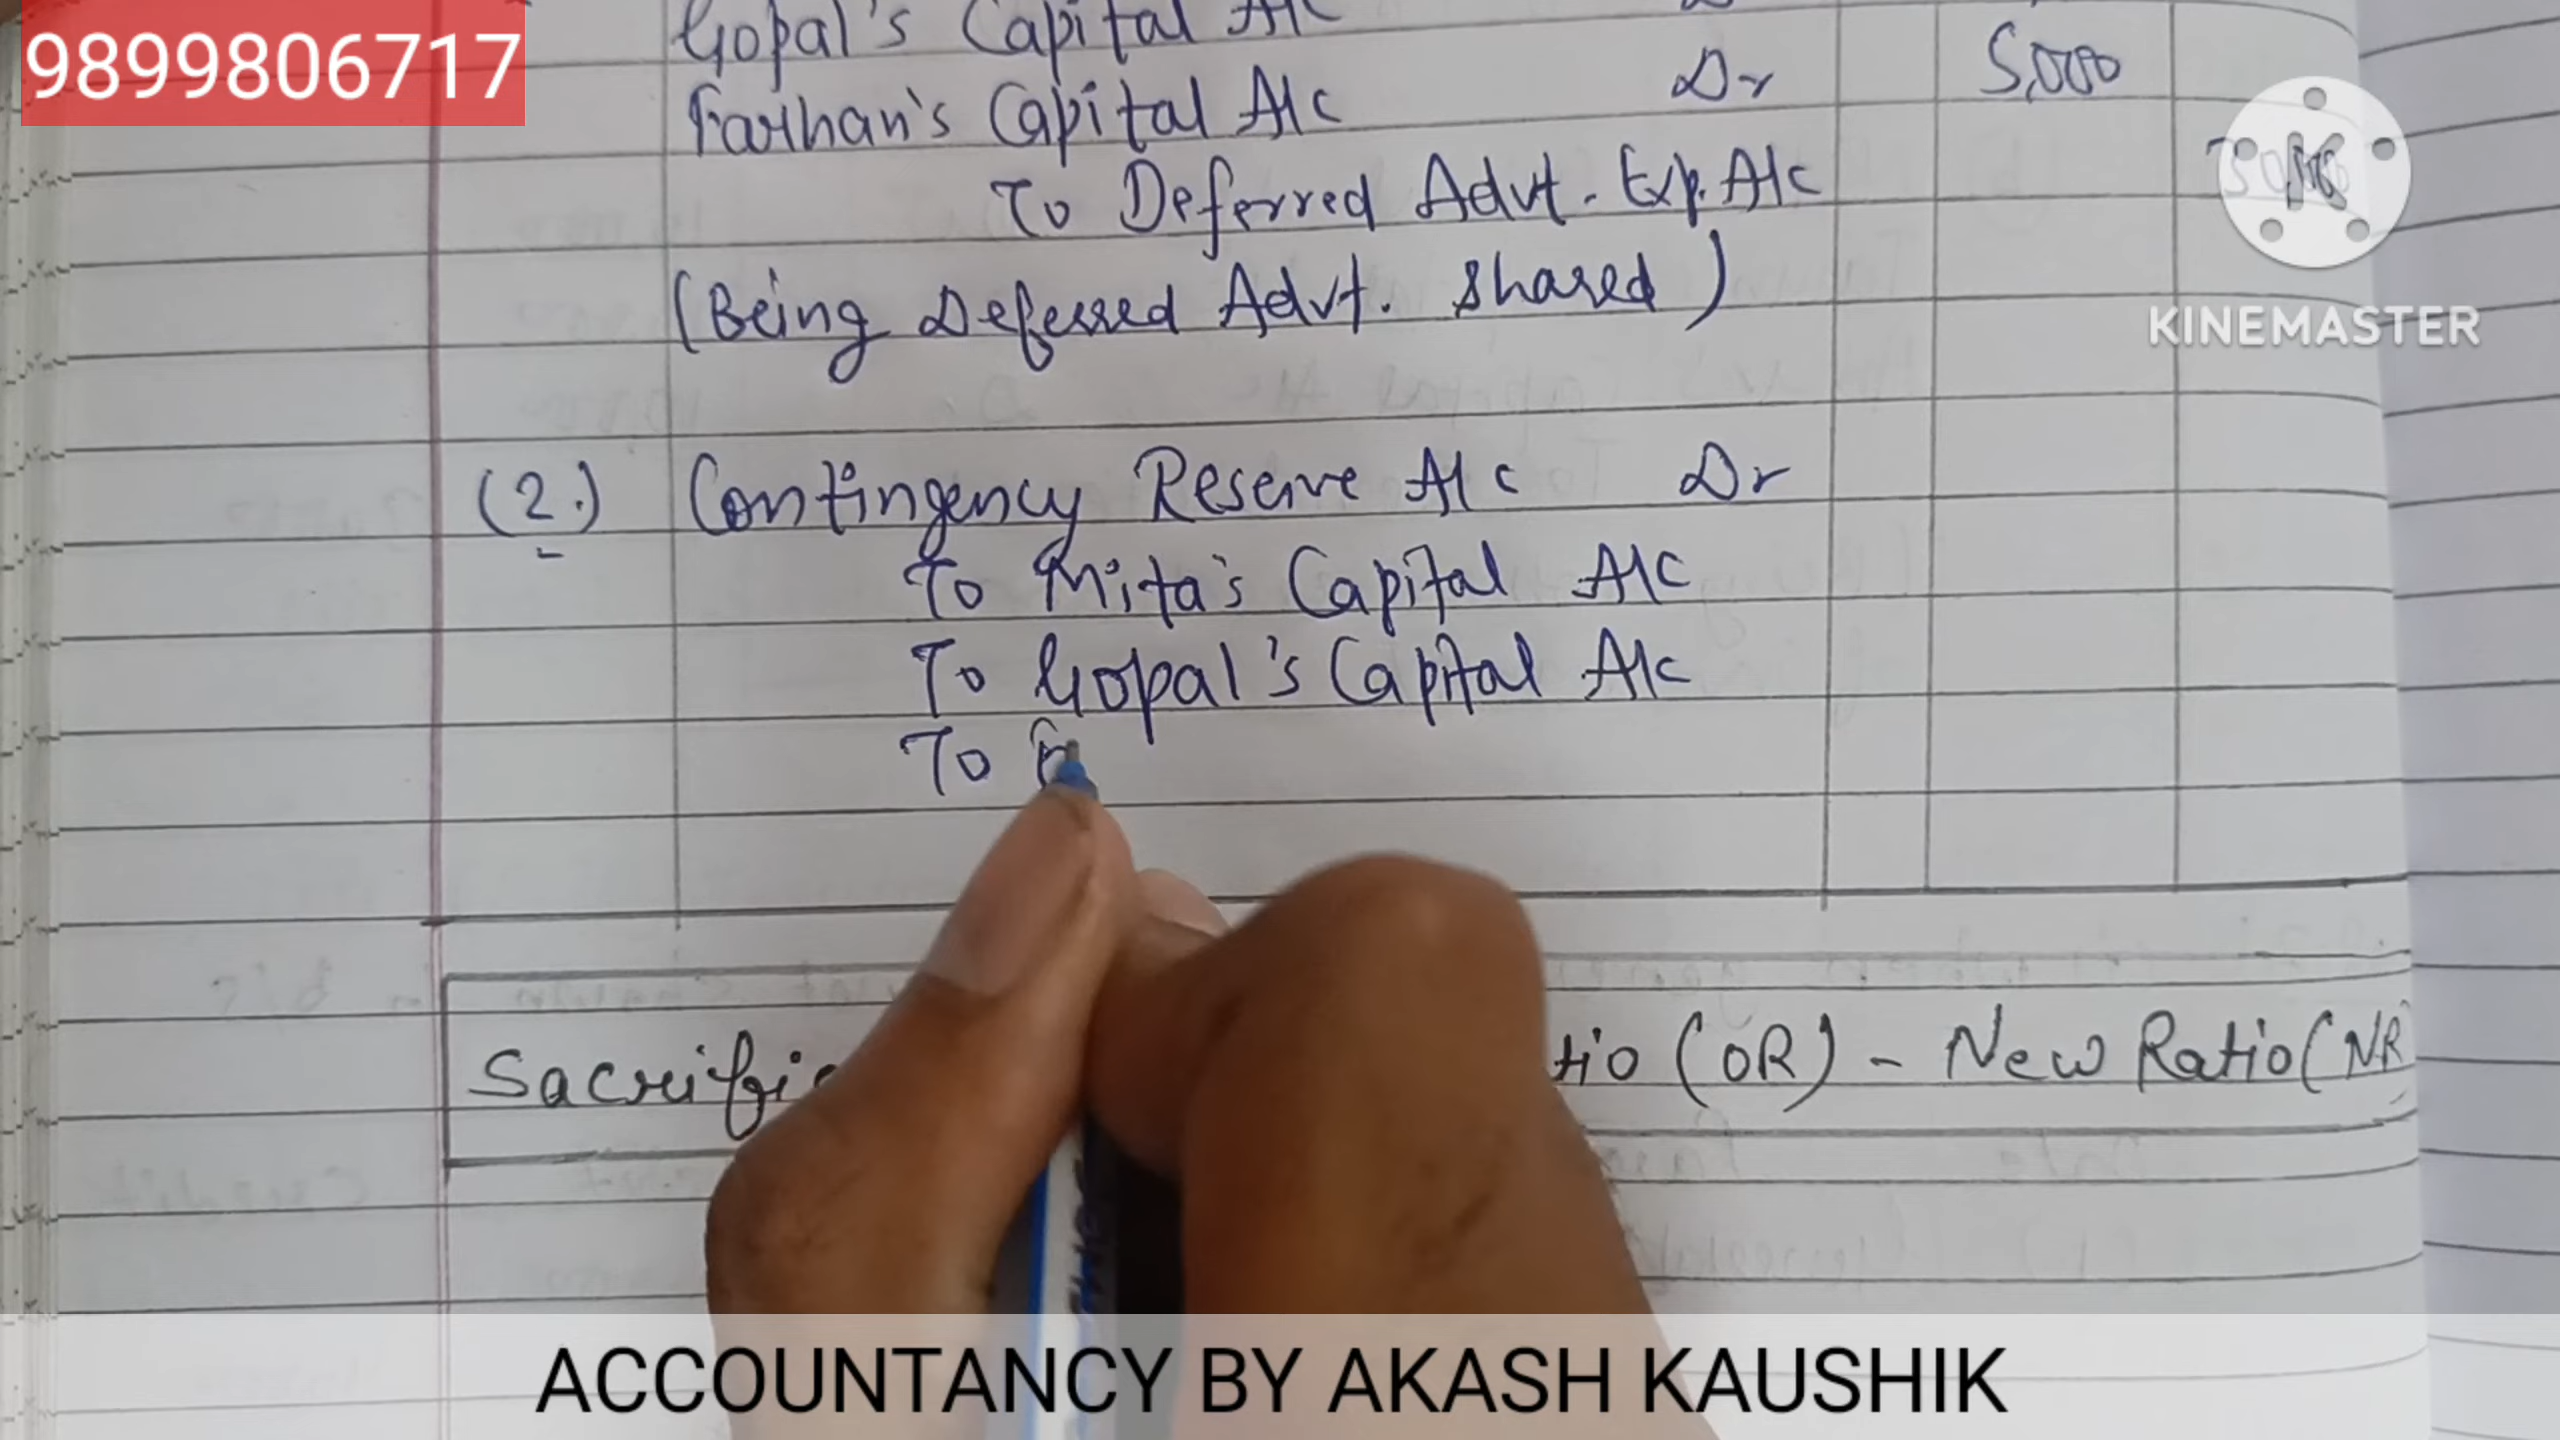 9899806717
Gopal's Capital A/c
Farhan's Capital A/c Dr 5,000
To Deferred Advt. Exp. A/c
(Being Deferred Advt. shared)
KINEMASTER
(2.) Contingency Reserve A/c Dr
To Mita's Capital A/c
To Gopal's Capital A/c
To
Sacrific tio (OR) - New Ratio (NR
ACCOUNTANCY BY AKASH KAUSHIK